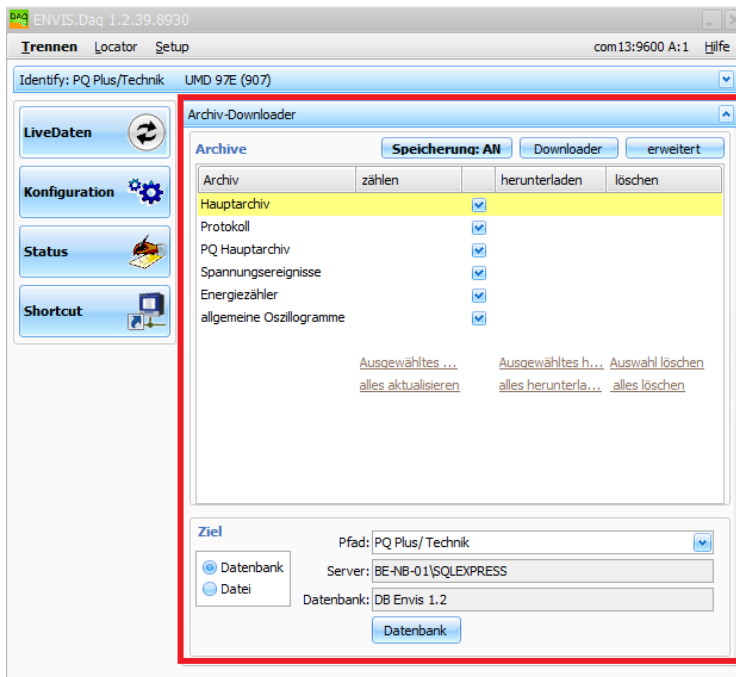 DAQ ENVIS.Daq 1.2.39.8930
Trennen Locator Setup com13:9600 A:1 Hilfe
Identify: PQ Plus/Technik UMD 97E (907)
LiveDaten
Konfiguration
Status
Shortcut
Archiv-Downloader
Archive Speicherung: AN Downloader erweitert
Archiv zählen herunterladen löschen
Hauptarchiv
Protokoll
PQ Hauptarchiv
Spannungsereignisse
Energiezähler
allgemeine Oszillogramme
Ausgewähltes ... Ausgewähltes h... Auswahl löschen
alles aktualisieren alles herunterla... alles löschen
Ziel
Datenbank
Datei
Pfad: PQ Plus/ Technik
Server: BE-NB-01\SQLEXPRESS
Datenbank: DB Envis 1.2
Datenbank